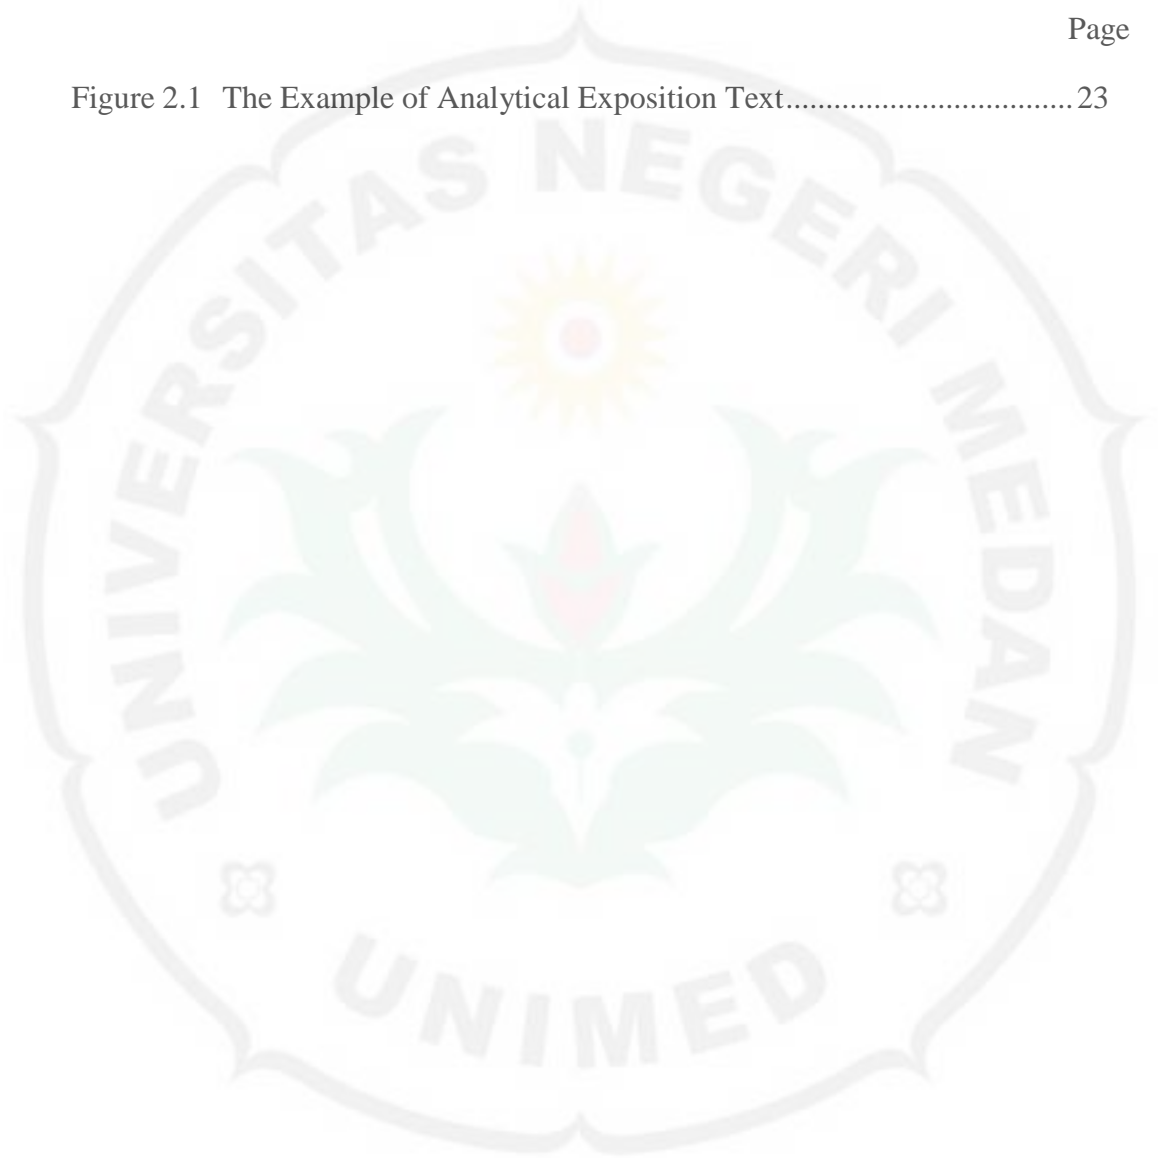 Page
Figure 2.1 The Example of Analytical Exposition Text................................... 23
UNIVERSITAS NEGERI MEDAN
UNIMED